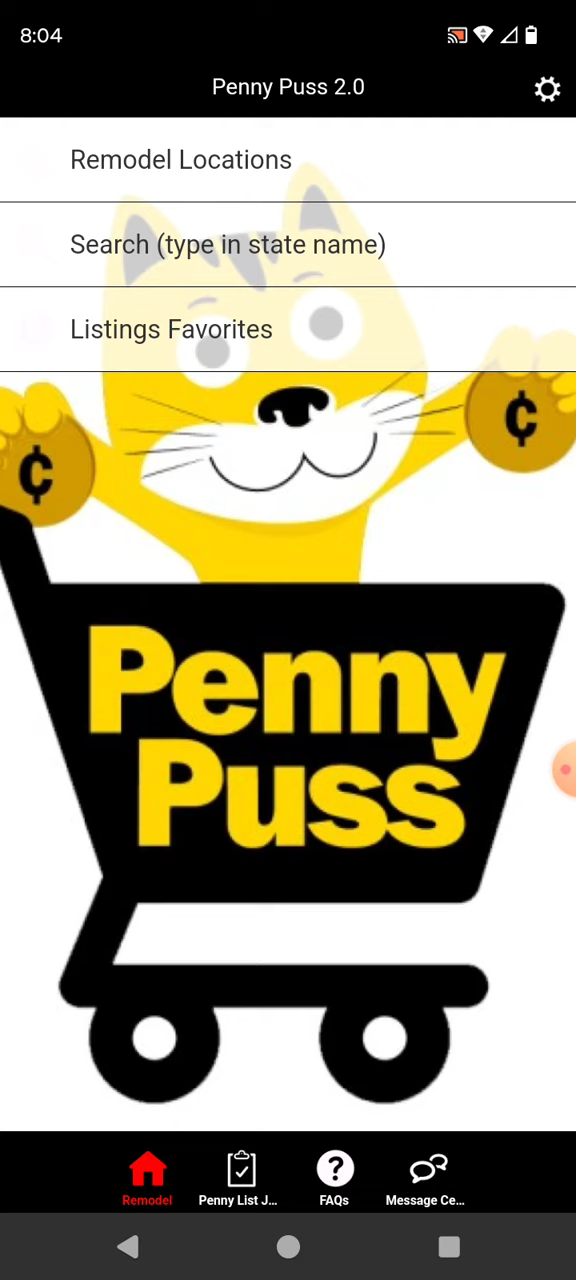 8:04
Penny Puss 2.0
Remodel Locations
Search (type in state name)
Listings Favorites
¢
¢
Penny
Puss
Remodel
Penny List J...
FAQs
Message Ce...